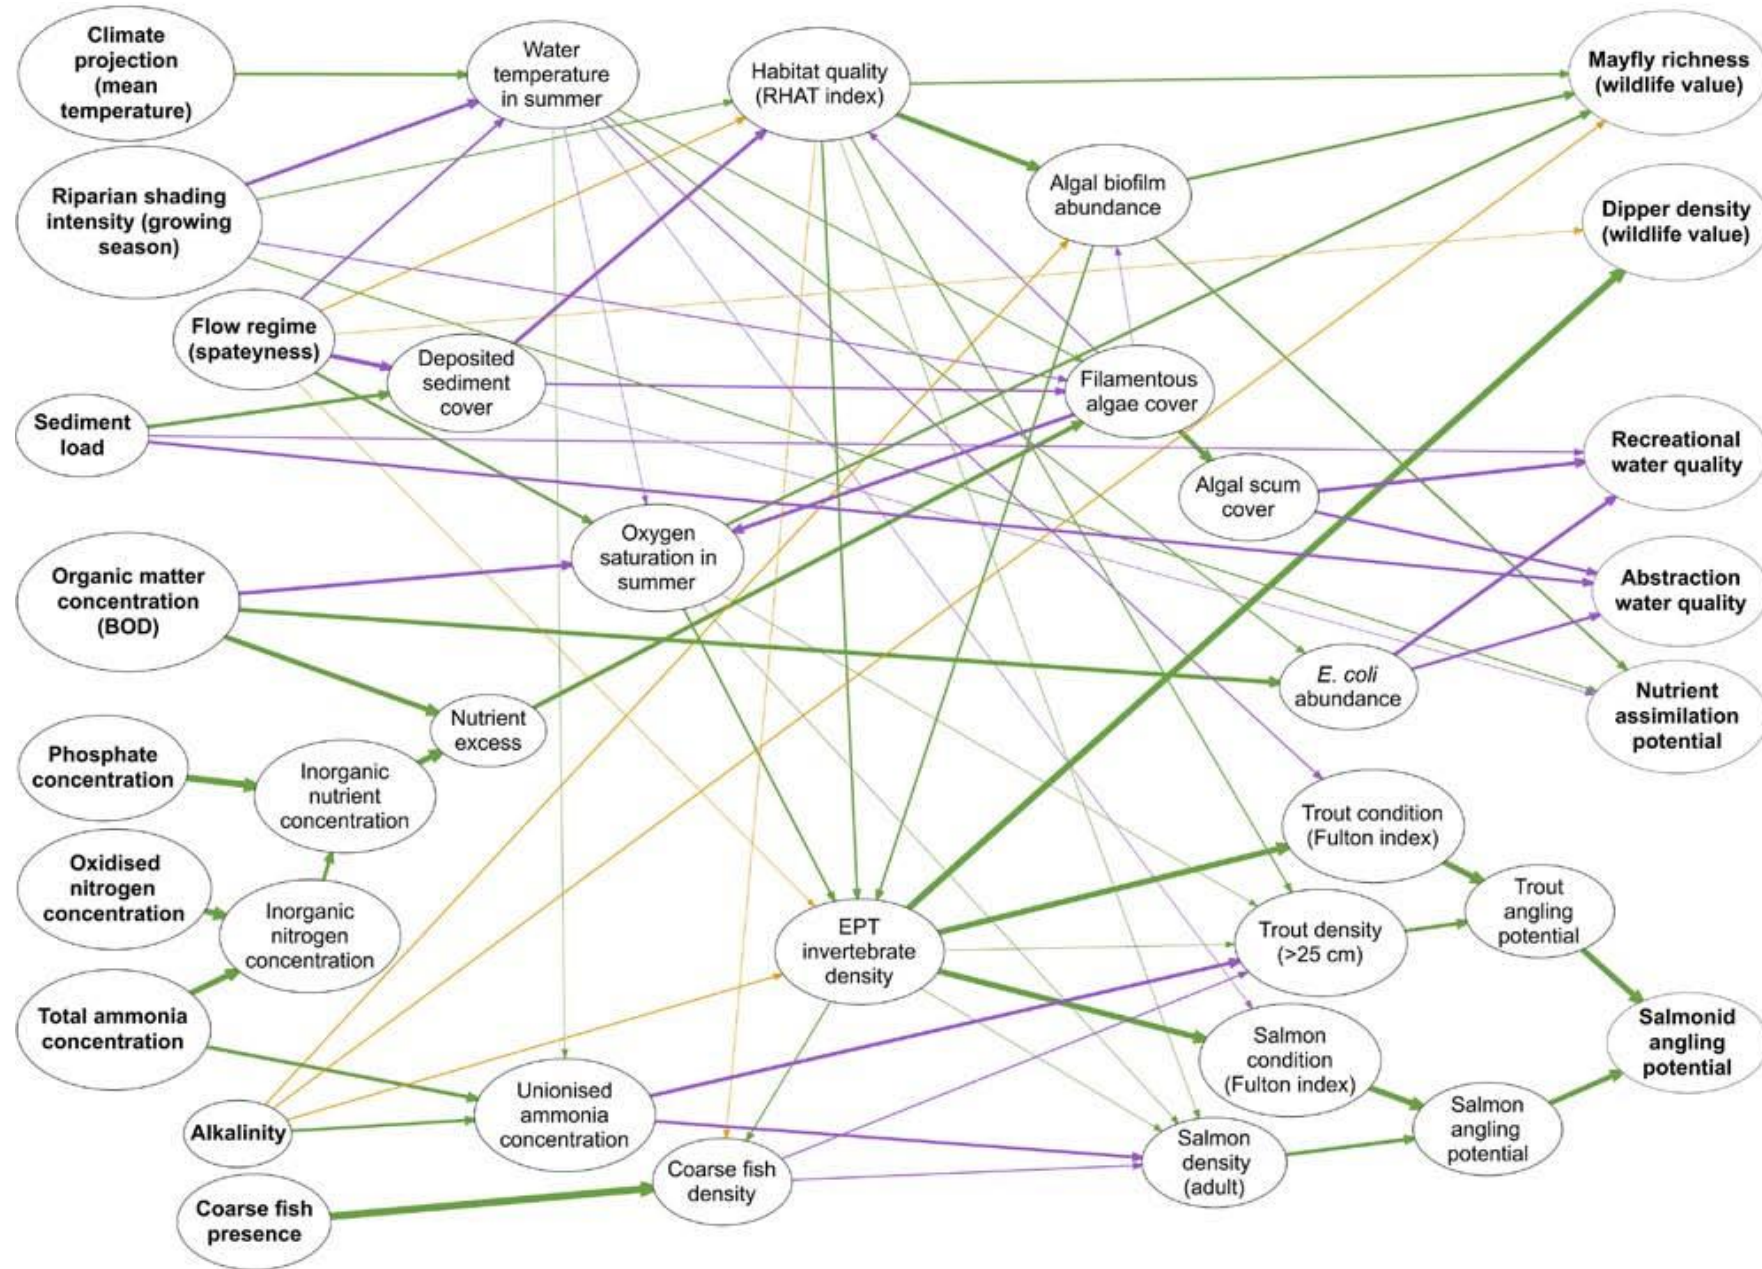 Climate
projection
(mean
temperature)
Water
temperature
in summer
Habitat quality
(RHAT index)
Mayfly richness
(wildlife value)
Riparian shading
intensity (growing
season)
Algal biofilm
abundance
Dipper density
(wildlife value)
Flow regime
(spateyness)
Deposited
sediment
cover
Filamentous
algae cover
Sediment
load
Recreational
water quality
Algal scum
cover
Oxygen
saturation in
summer
Organic matter
concentration
(BOD)
Abstraction
water quality
E. coli
abundance
Nutrient
assimilation
potential
Nutrient
excess
Phosphate
concentration
Inorganic
nutrient
concentration
Trout condition
(Fulton index)
Oxidised
nitrogen
concentration
Inorganic
nitrogen
concentration
EPT
invertebrate
density
Trout density
(>25 cm)
Trout
angling
potential
Total ammonia
concentration
Salmon
condition
(Fulton index)
Salmonid
angling
potential
Alkalinity
Unionised
ammonia
concentration
Coarse fish
density
Salmon
density
(adult)
Salmon
angling
potential
Coarse fish
presence